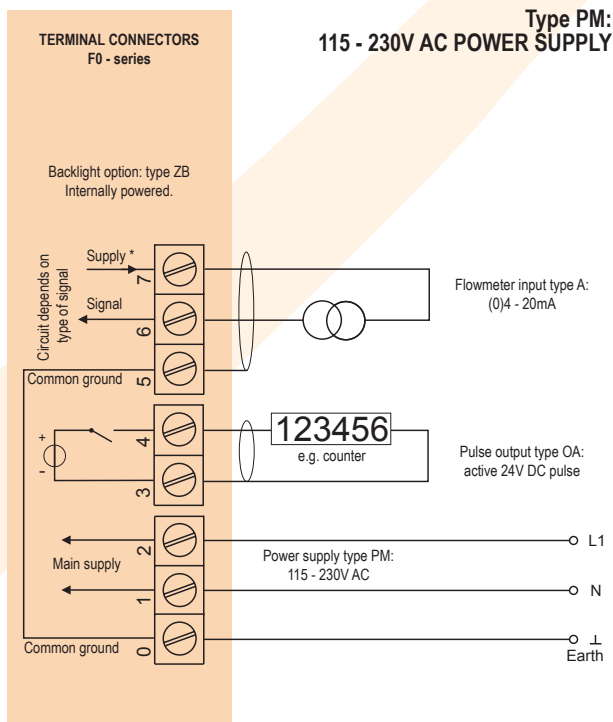 Type PM:
115 - 230V AC POWER SUPPLY
TERMINAL CONNECTORS
F0 - series
Backlight option: type ZB
Internally powered.
Circuit depends on
type of signal
Supply *
7
Signal
6
Common ground
5
Flowmeter input type A:
(0)4 - 20mA
+
-
4
3
123456
e.g. counter
Pulse output type OA:
active 24V DC pulse
2
Main supply
1
Power supply type PM:
115 - 230V AC
L1
N
Common ground
0
⊥
Earth